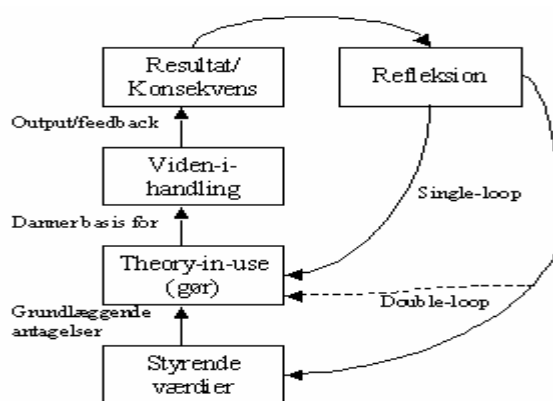 Resultat/
Konsekvens
Refleksion
Output/feedback
Viden-i-
handling
Single-loop
Danner basis for
Theory-in-use
(gør)
Double-loop
Grundlæggende
antagelser
Styrende
værdier